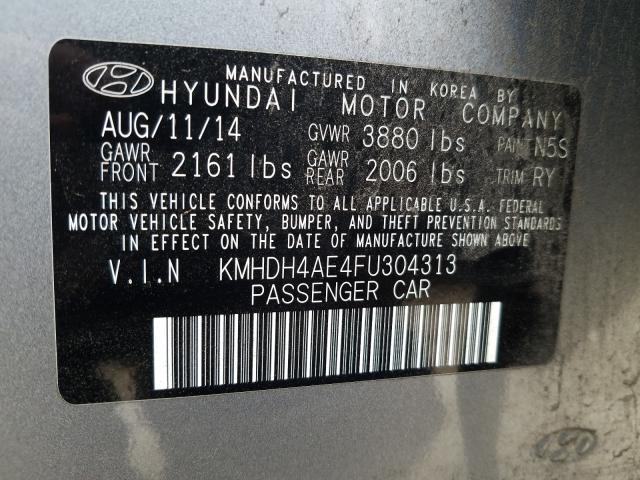 MANUFACTURED IN KOREA BY
HYUNDAI MOTOR COMPANY
AUG/11/14 GVWR 3880 lbs PAINT N5S
GAWR FRONT 2161 lbs GAWR REAR 2006 lbs TRIM RY
THIS VEHICLE CONFORMS TO ALL APPLICABLE U.S.A. FEDERAL
MOTOR VEHICLE SAFETY, BUMPER, AND THEFT PREVENTION STANDARDS
IN EFFECT ON THE DATE OF MANUFACTURE SHOWN ABOVE
V.I.N KMHDH4AE4FU304313
PASSENGER CAR